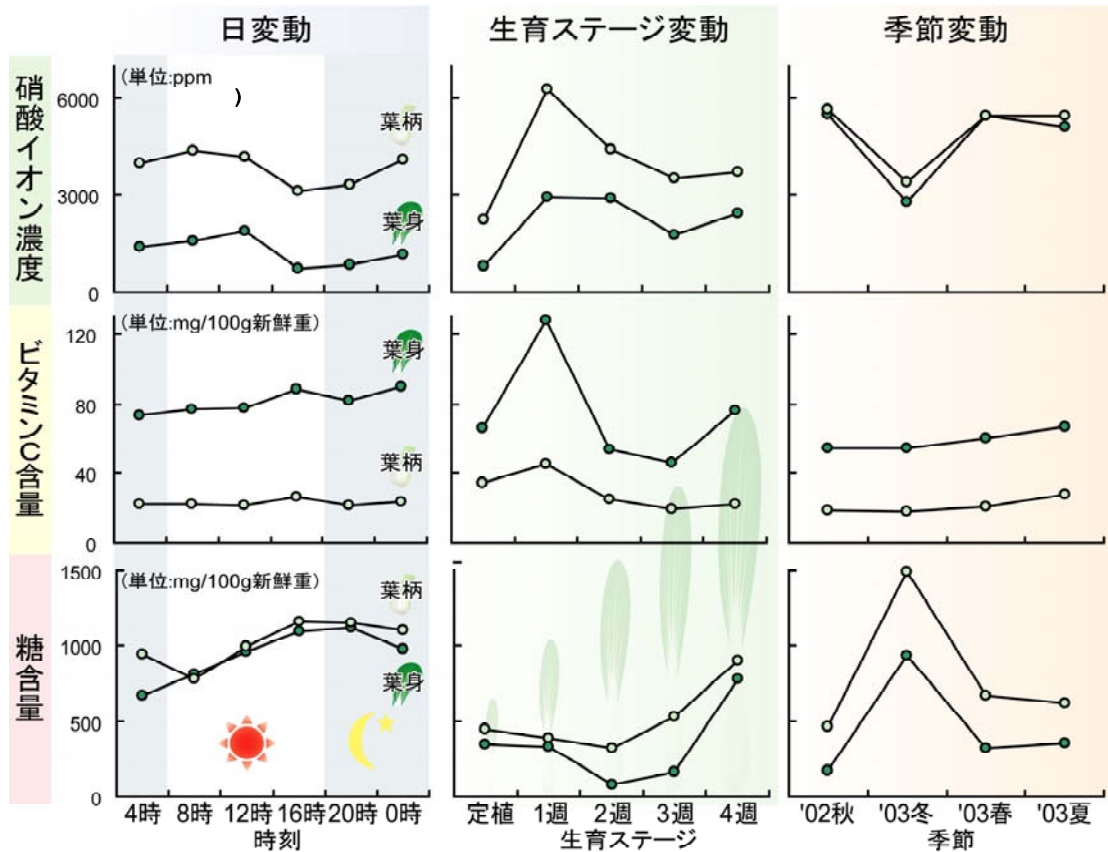 日変動
生育ステージ変動
季節変動
硝酸イオン濃度
(単位:ppm
)
6000
3000
0
葉柄
葉身
ビタミンC含量
(単位:mg/100g新鮮重)
120
80
40
0
葉身
葉柄
糖含量
(単位:mg/100g新鮮重)
1500
1000
500
0
葉柄
葉身
4時 8時 12時 16時 20時 0時
時刻
定植 1週 2週 3週 4週
生育ステージ
'02秋 '03冬 '03春 '03夏
季節